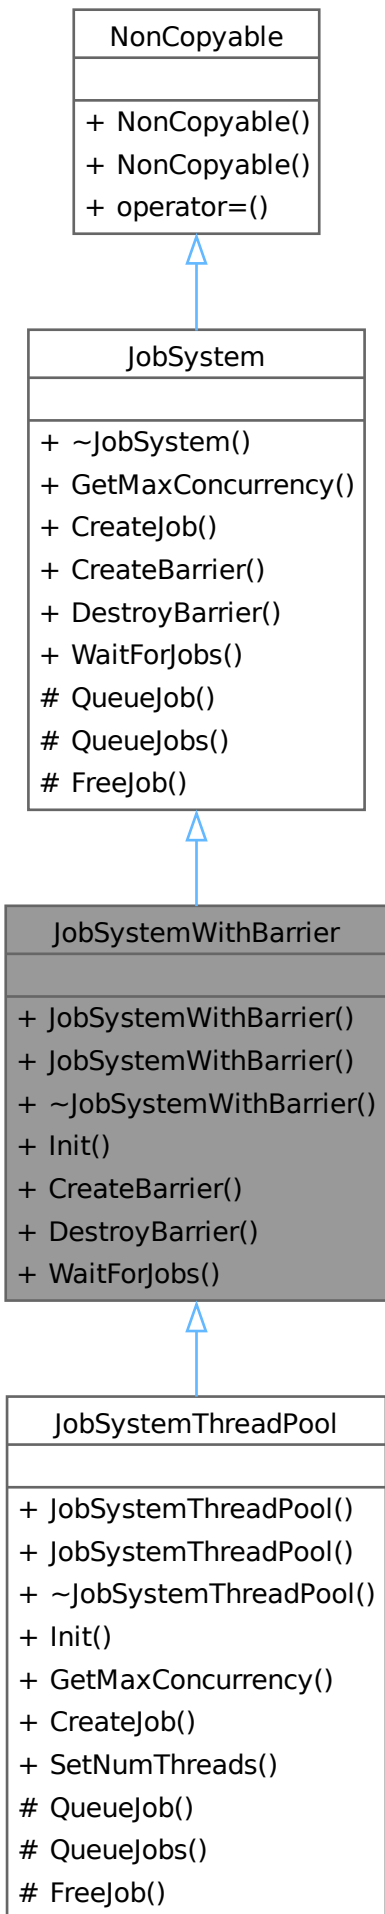 NonCopyable
+ NonCopyable()
+ NonCopyable()
+ operator=()
JobSystem
+ ~JobSystem()
+ GetMaxConcurrency()
+ CreateJob()
+ CreateBarrier()
+ DestroyBarrier()
+ WaitForJobs()
# QueueJob()
# QueueJobs()
# FreeJob()
JobSystemWithBarrier
+ JobSystemWithBarrier()
+ JobSystemWithBarrier()
+ ~JobSystemWithBarrier()
+ Init()
+ CreateBarrier()
+ DestroyBarrier()
+ WaitForJobs()
JobSystemThreadPool
+ JobSystemThreadPool()
+ JobSystemThreadPool()
+ ~JobSystemThreadPool()
+ Init()
+ GetMaxConcurrency()
+ CreateJob()
+ SetNumThreads()
# QueueJob()
# QueueJobs()
# FreeJob()